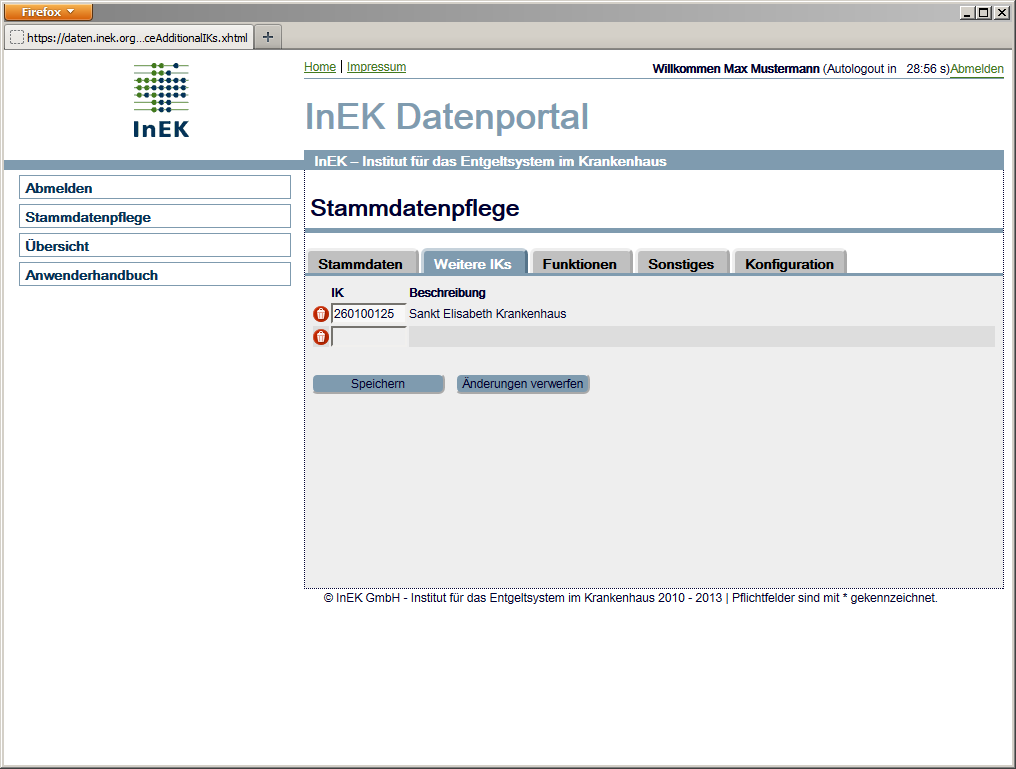 Firefox
https://daten.inek.org...ceAdditionalIKs.xhtml
InEK
Home | Impressum
Willkommen Max Mustermann (Autologout in 28:56 s)Abmelden
InEK Datenportal
InEK – Institut für das Entgeltsystem im Krankenhaus
Abmelden
Stammdatenpflege
Übersicht
Anwenderhandbuch
Stammdatenpflege
Stammdaten Weitere IKs Funktionen Sonstiges Konfiguration
IK Beschreibung
260100125 Sankt Elisabeth Krankenhaus
Speichern Änderungen verwerfen
© InEK GmbH - Institut für das Entgeltsystem im Krankenhaus 2010 - 2013 | Pflichtfelder sind mit * gekennzeichnet.